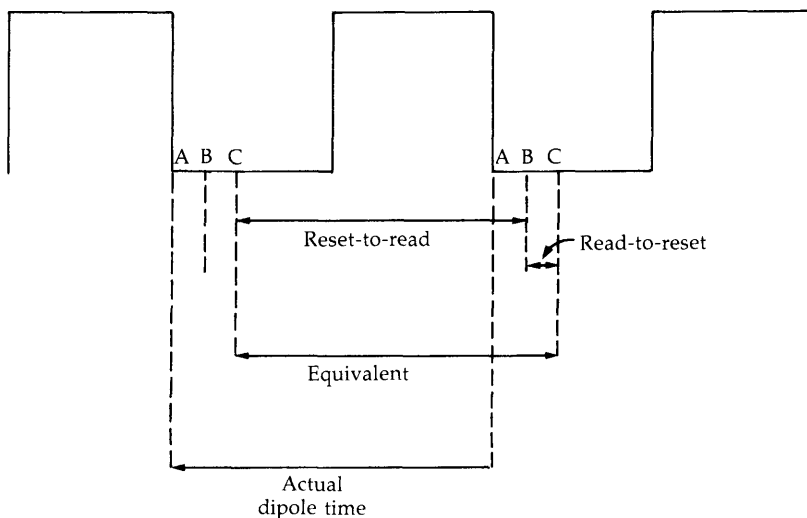 A B C
A B C
Reset-to-read
Read-to-reset
Equivalent
Actual
dipole time